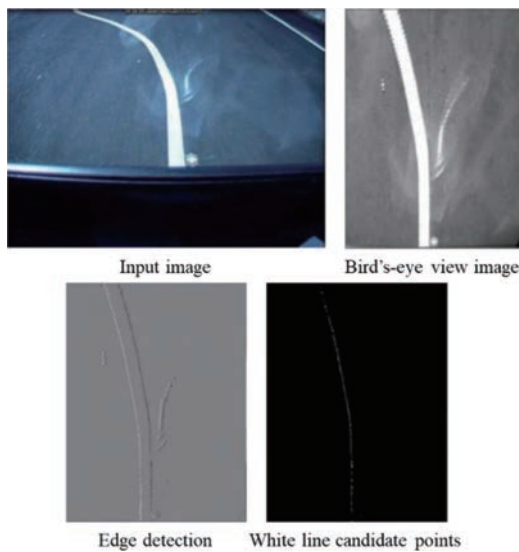 Input image
Bird's-eye view image
Edge detection
White line candidate points